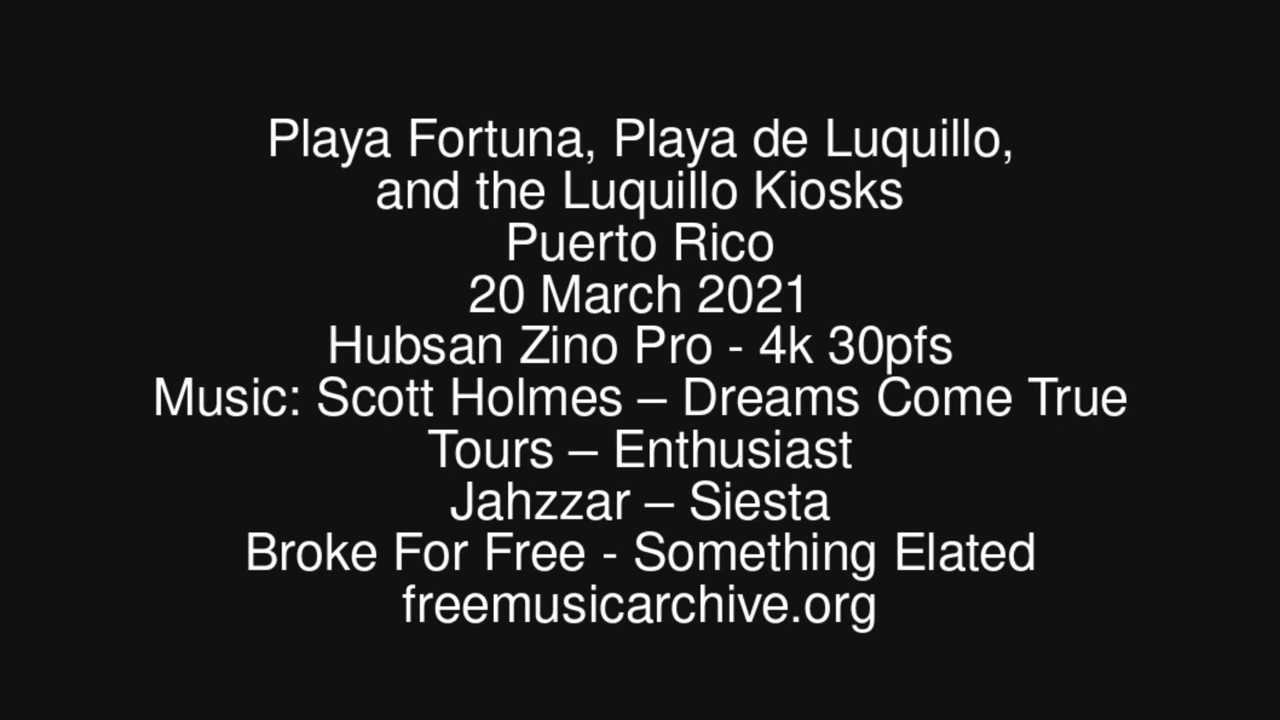 Playa Fortuna, Playa de Luquillo,
and the Luquillo Kiosks
Puerto Rico
20 March 2021
Hubsan Zino Pro - 4k 30pfs
Music: Scott Holmes – Dreams Come True
Tours – Enthusiast
Jahzzar – Siesta
Broke For Free - Something Elated
freemusicarchive.org